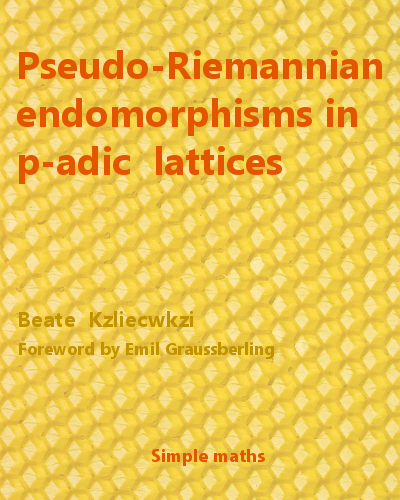 Pseudo-Riemannian
endomorphisms in
p-adic lattices
Beate Kzliecwkzi
Foreword by Emil Graussberling
Simple maths